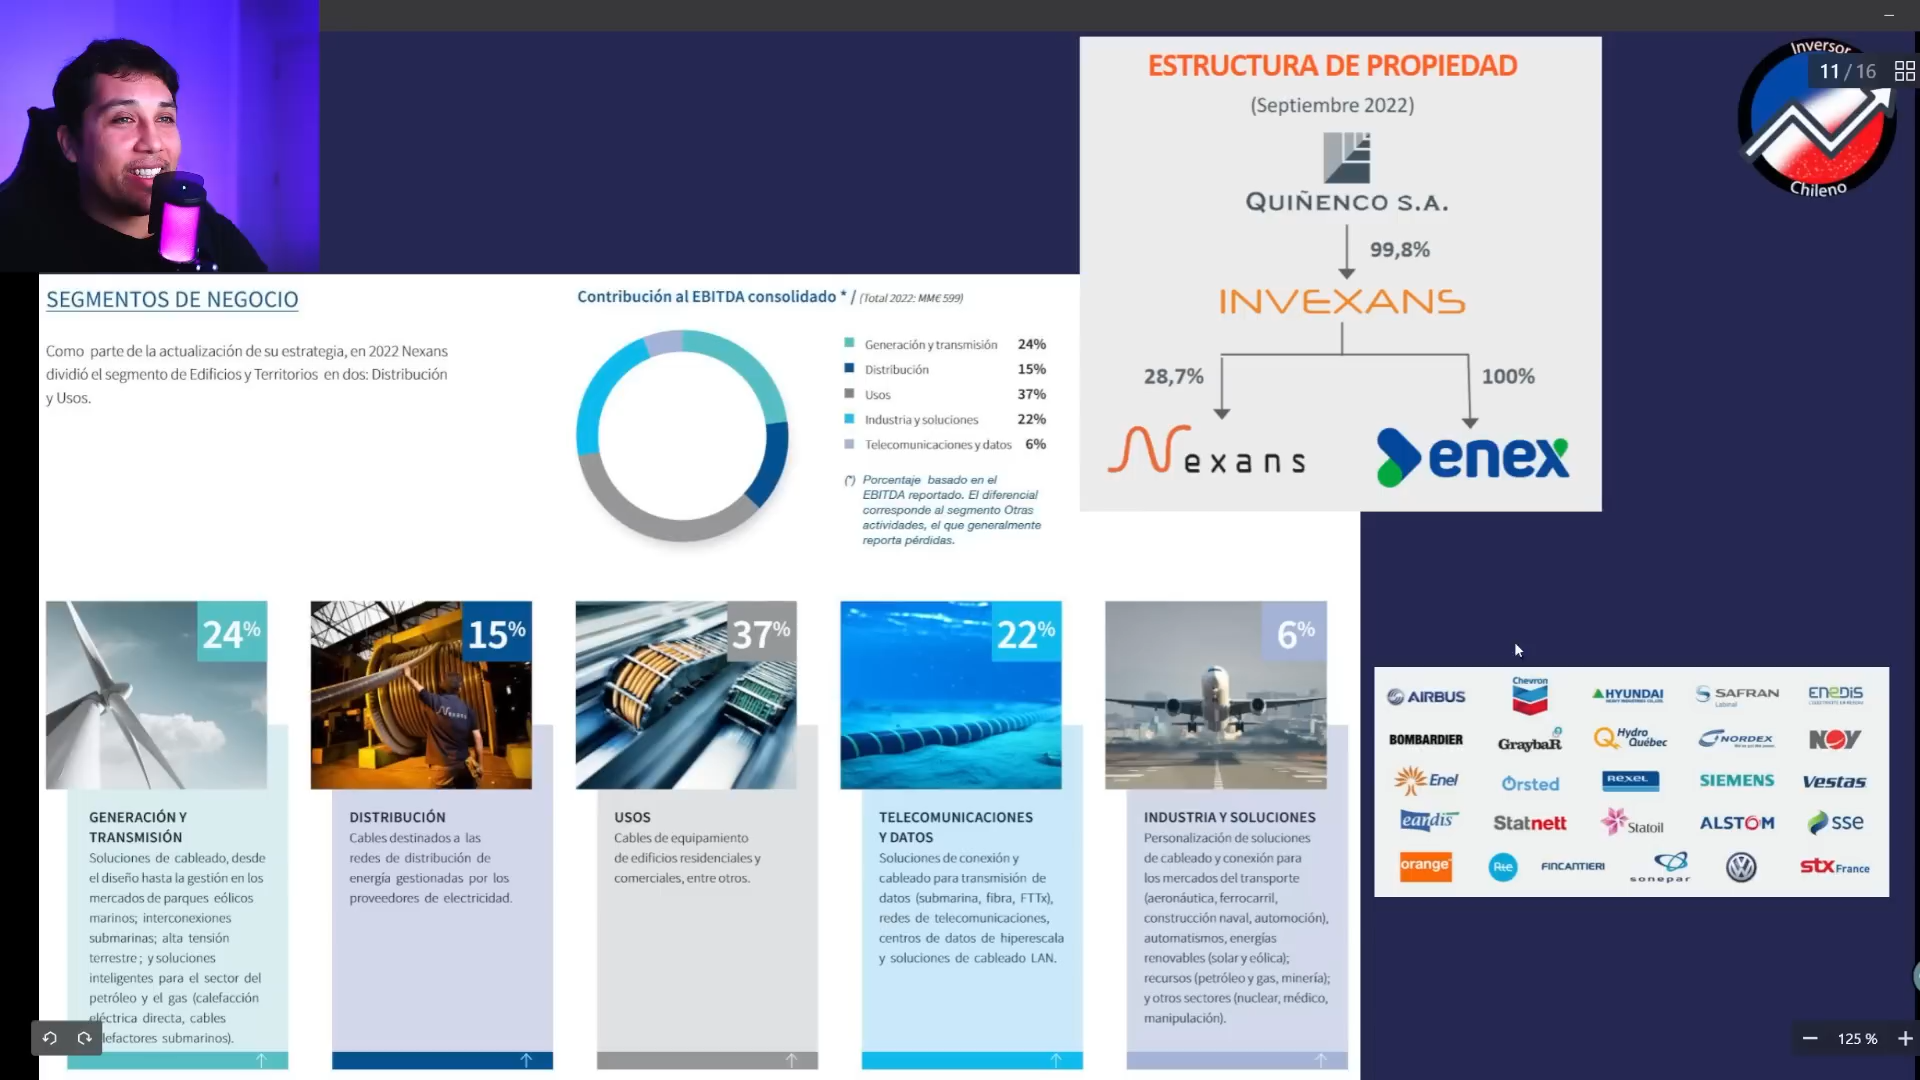 Inversor
Chileno
11 / 16
ESTRUCTURA DE PROPIEDAD
(Septiembre 2022)
QUIÑENCO S.A.
99,8%
INVEXANS
28,7%
100%
Nexans
enex
SEGMENTOS DE NEGOCIO
Como parte de la actualización de su estrategia, en 2022 Nexans
dividió el segmento de Edificios y Territorios en dos: Distribución
y Usos.
Contribución al EBITDA consolidado * / (Total 2022: MM€ 599)
Generación y transmisión 24%
Distribución 15%
Usos 37%
Industria y soluciones 22%
Telecomunicaciones y datos 6%
(*) Porcentaje basado en el
EBITDA reportado. El diferencial
corresponde al segmento Otras
actividades, el que generalmente
reporta pérdidas.
24%
GENERACIÓN Y
TRANSMISIÓN
Soluciones de cableado, desde
el diseño hasta la gestión en los
mercados de parques eólicos
marinos; interconexiones
submarinas; alta tensión
terrestre; y soluciones
inteligentes para el sector del
petróleo y el gas (calefacción
eléctrica directa, cables
lefactores submarinos).
15%
Nexans
DISTRIBUCIÓN
Cables destinados a las
redes de distribución de
energía gestionadas por los
proveedores de electricidad.
37%
USOS
Cables de equipamiento
de edificios residenciales y
comerciales, entre otros.
22%
TELECOMUNICACIONES
Y DATOS
Soluciones de conexión y
cableado para transmisión de
datos (submarina, fibra, FTTx),
redes de telecomunicaciones,
centros de datos de hiperescala
y soluciones de cableado LAN.
6%
INDUSTRIA Y SOLUCIONES
Personalización de soluciones
de cableado y conexión para
los mercados del transporte
(aeronáutica, ferrocarril,
construcción naval, automoción),
automatismos, energías
renovables (solar y eólica);
recursos (petróleo y gas, minería);
y otros sectores (nuclear, médico,
manipulación).
AIRBUS Chevron HYUNDAI SAFRAN Labinal ENEDIS
BOMBARDIER GraybaR Hydro Québec NORDEX NOV
Enel Orsted REXEL SIEMENS Vestas
eandis Statnett Statoil ALSTOM sse
orange Rte FINCANTIERI sonepar VW stx France
125 %